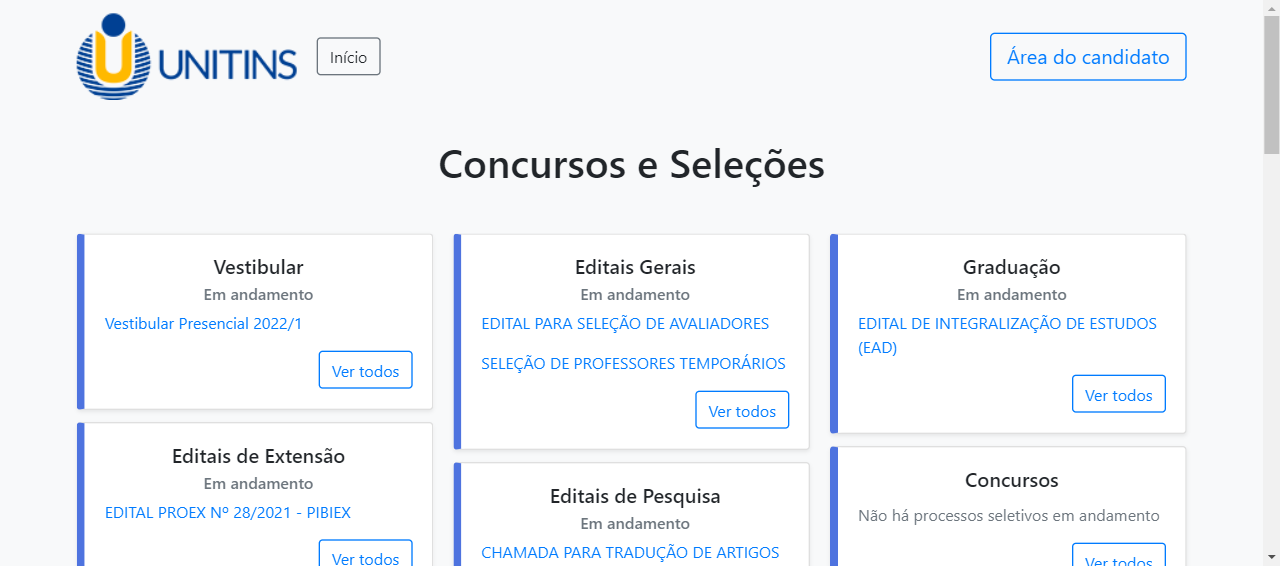 UNITINS
Início
Área do candidato
Concursos e Seleções
Vestibular
Em andamento
Vestibular Presencial 2022/1
Ver todos
Editais Gerais
Em andamento
EDITAL PARA SELEÇÃO DE AVALIADORES
SELEÇÃO DE PROFESSORES TEMPORÁRIOS
Ver todos
Graduação
Em andamento
EDITAL DE INTEGRALIZAÇÃO DE ESTUDOS
(EAD)
Ver todos
Editais de Extensão
Em andamento
EDITAL PROEX Nº 28/2021 - PIBIEX
Ver todos
Editais de Pesquisa
Em andamento
CHAMADA PARA TRADUÇÃO DE ARTIGOS
Concursos
Não há processos seletivos em andamento
Ver todos